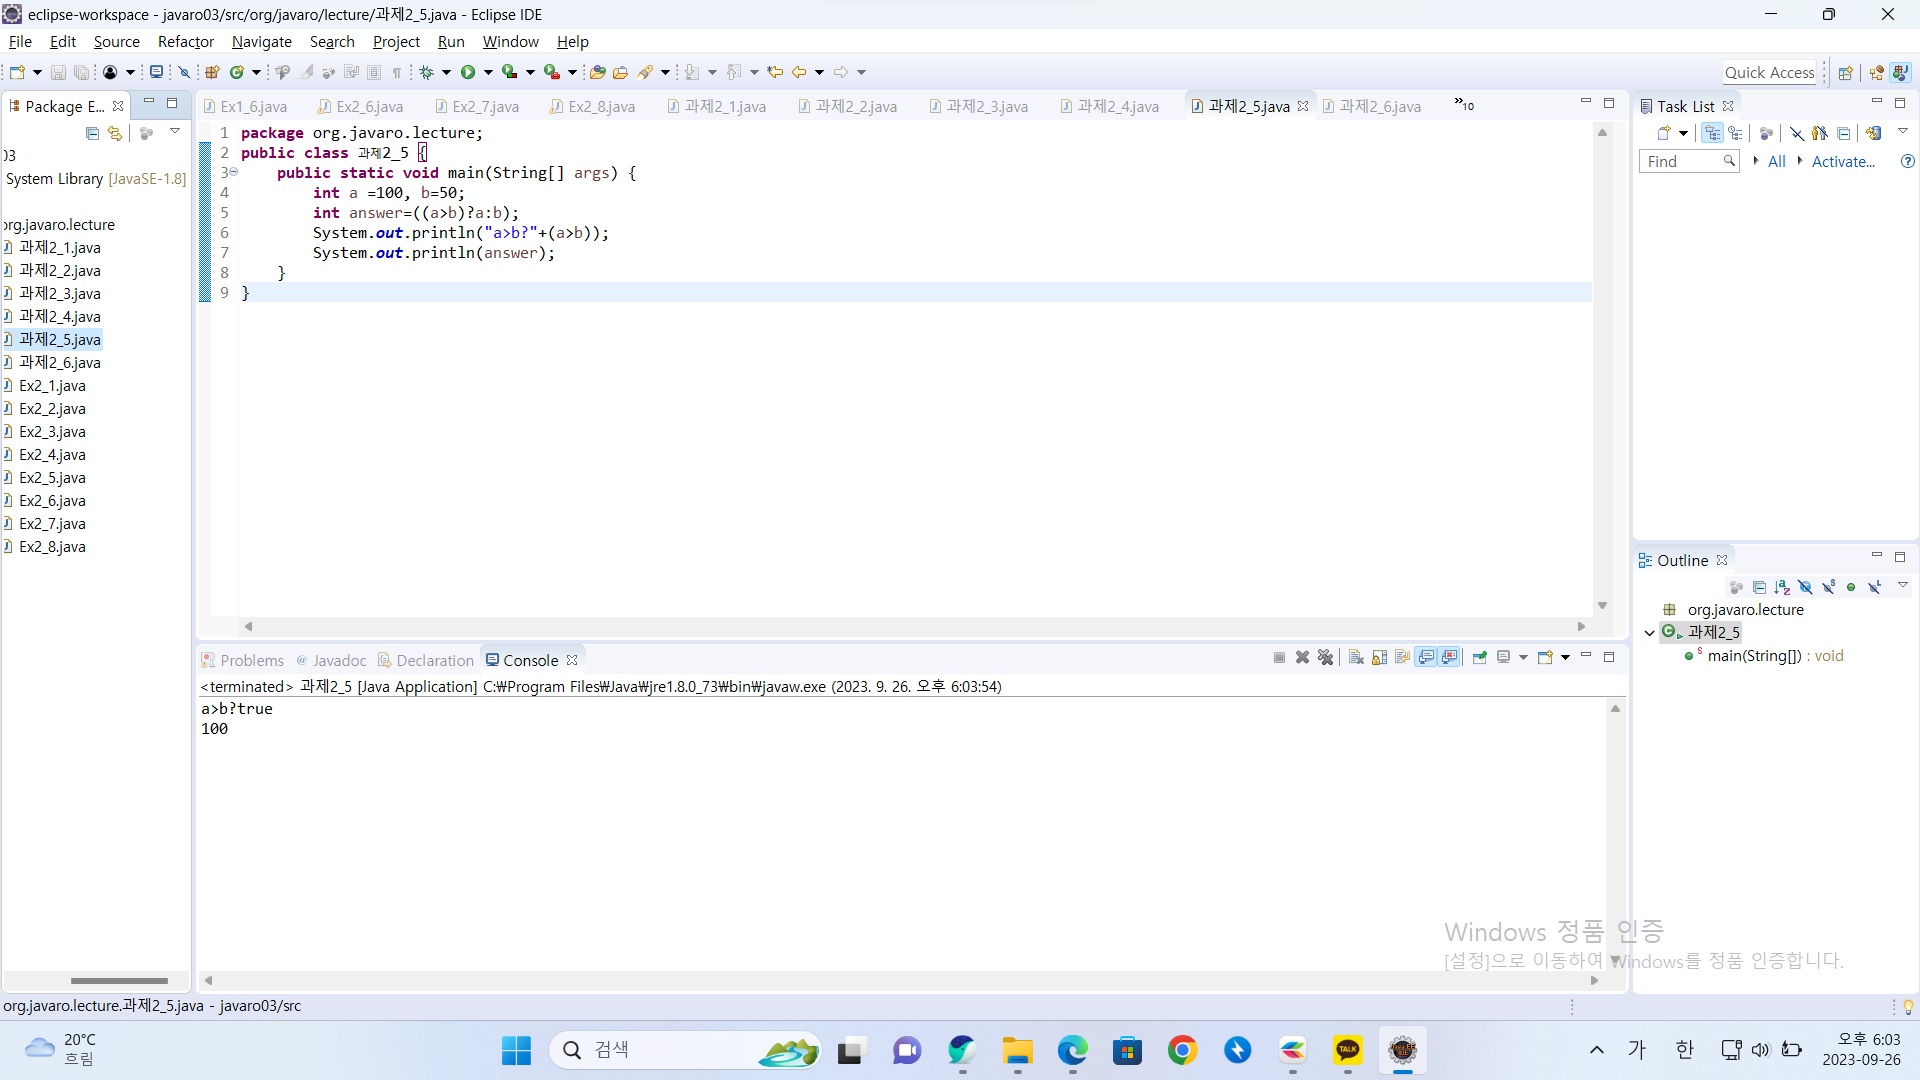 eclipse-workspace - javaro03/src/org/javaro/lecture/과제2_5.java - Eclipse IDE
File Edit Source Refactor Navigate Search Project Run Window Help
Quick Access
Package E...
03
System Library [JavaSE-1.8]
org.javaro.lecture
과제2_1.java
과제2_2.java
과제2_3.java
과제2_4.java
과제2_5.java
과제2_6.java
Ex2_1.java
Ex2_2.java
Ex2_3.java
Ex2_4.java
Ex2_5.java
Ex2_6.java
Ex2_7.java
Ex2_8.java
Ex1_6.java Ex2_6.java Ex2_7.java Ex2_8.java 과제2_1.java 과제2_2.java 과제2_3.java 과제2_4.java 과제2_5.java 과제2_6.java »10
1 package org.javaro.lecture;
2 public class 과제2_5 {
3 public static void main(String[] args) {
4 int a =100, b=50;
5 int answer=((a>b)?a:b);
6 System.out.println("a>b?"+(a>b));
7 System.out.println(answer);
8 }
9 }
Task List
Find All Activate...
Outline
org.javaro.lecture
과제2_5
main(String[]) : void
Problems @ Javadoc Declaration Console
<terminated> 과제2_5 [Java Application] C:₩Program Files₩Java₩jre1.8.0_73₩bin₩javaw.exe (2023. 9. 26. 오후 6:03:54)
a>b?true
100
Windows 정품 인증
[설정]으로 이동하여 Windows를 정품 인증합니다.
org.javaro.lecture.과제2_5.java - javaro03/src
20°C
흐림
검색
TALK
가 한
오후 6:03
2023-09-26